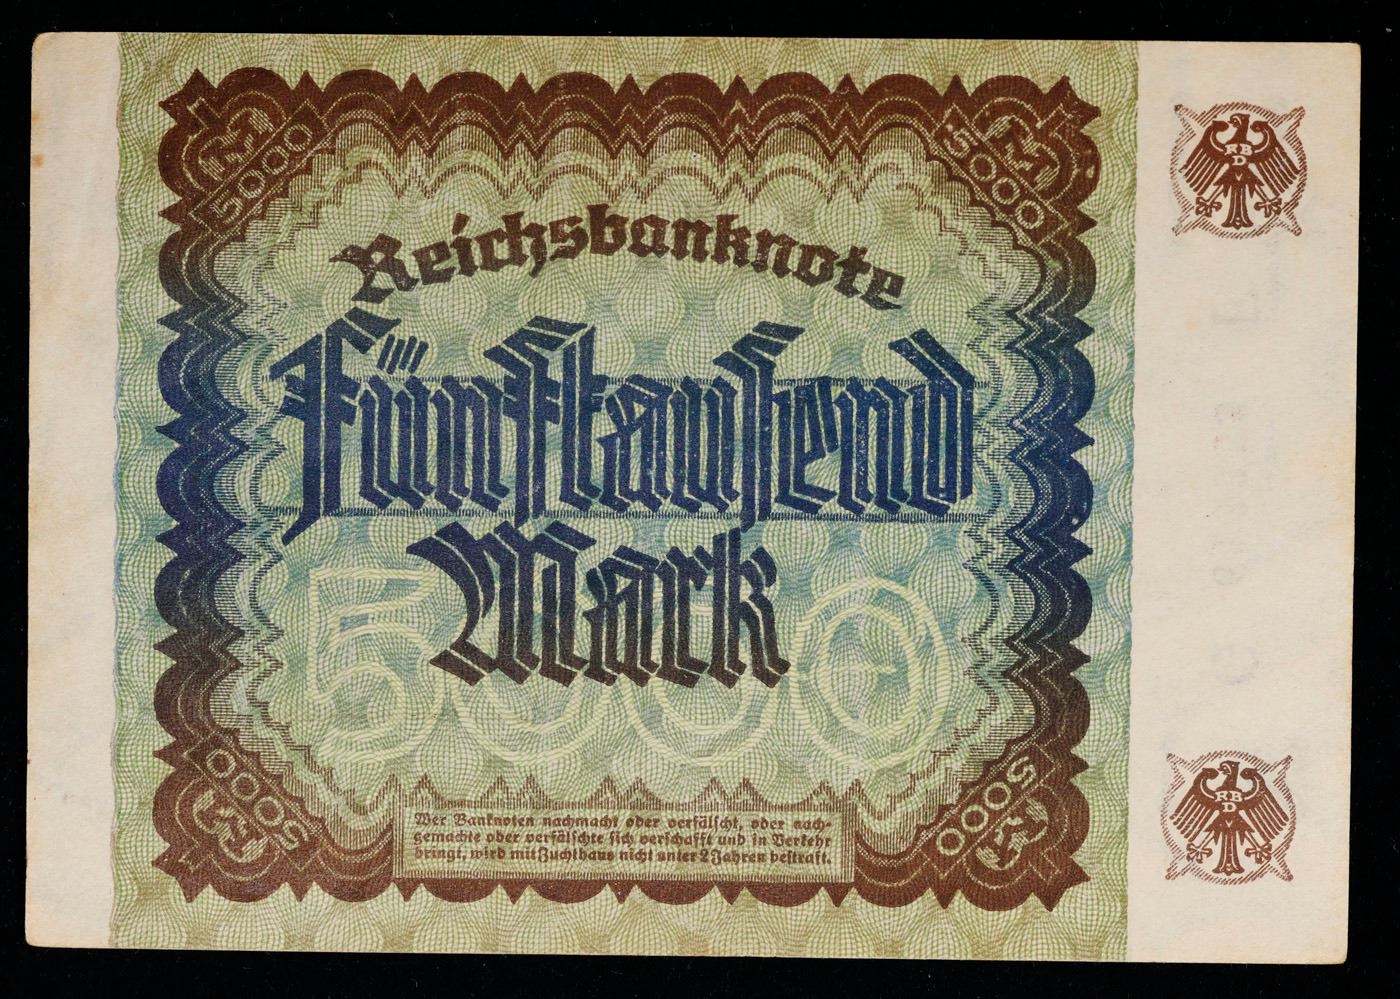 M
5000
M
5000
RBD
Reichsbanknote
Fünftausend
Mark
5000
5000
M
5000
M
Wer Banknoten nachmacht oder verfälscht, oder nach-
gemachte oder verfälschte sich verschafft und in Verkehr
bringt, wird mit Zuchthaus nicht unter 2 Jahren bestraft.
RBD